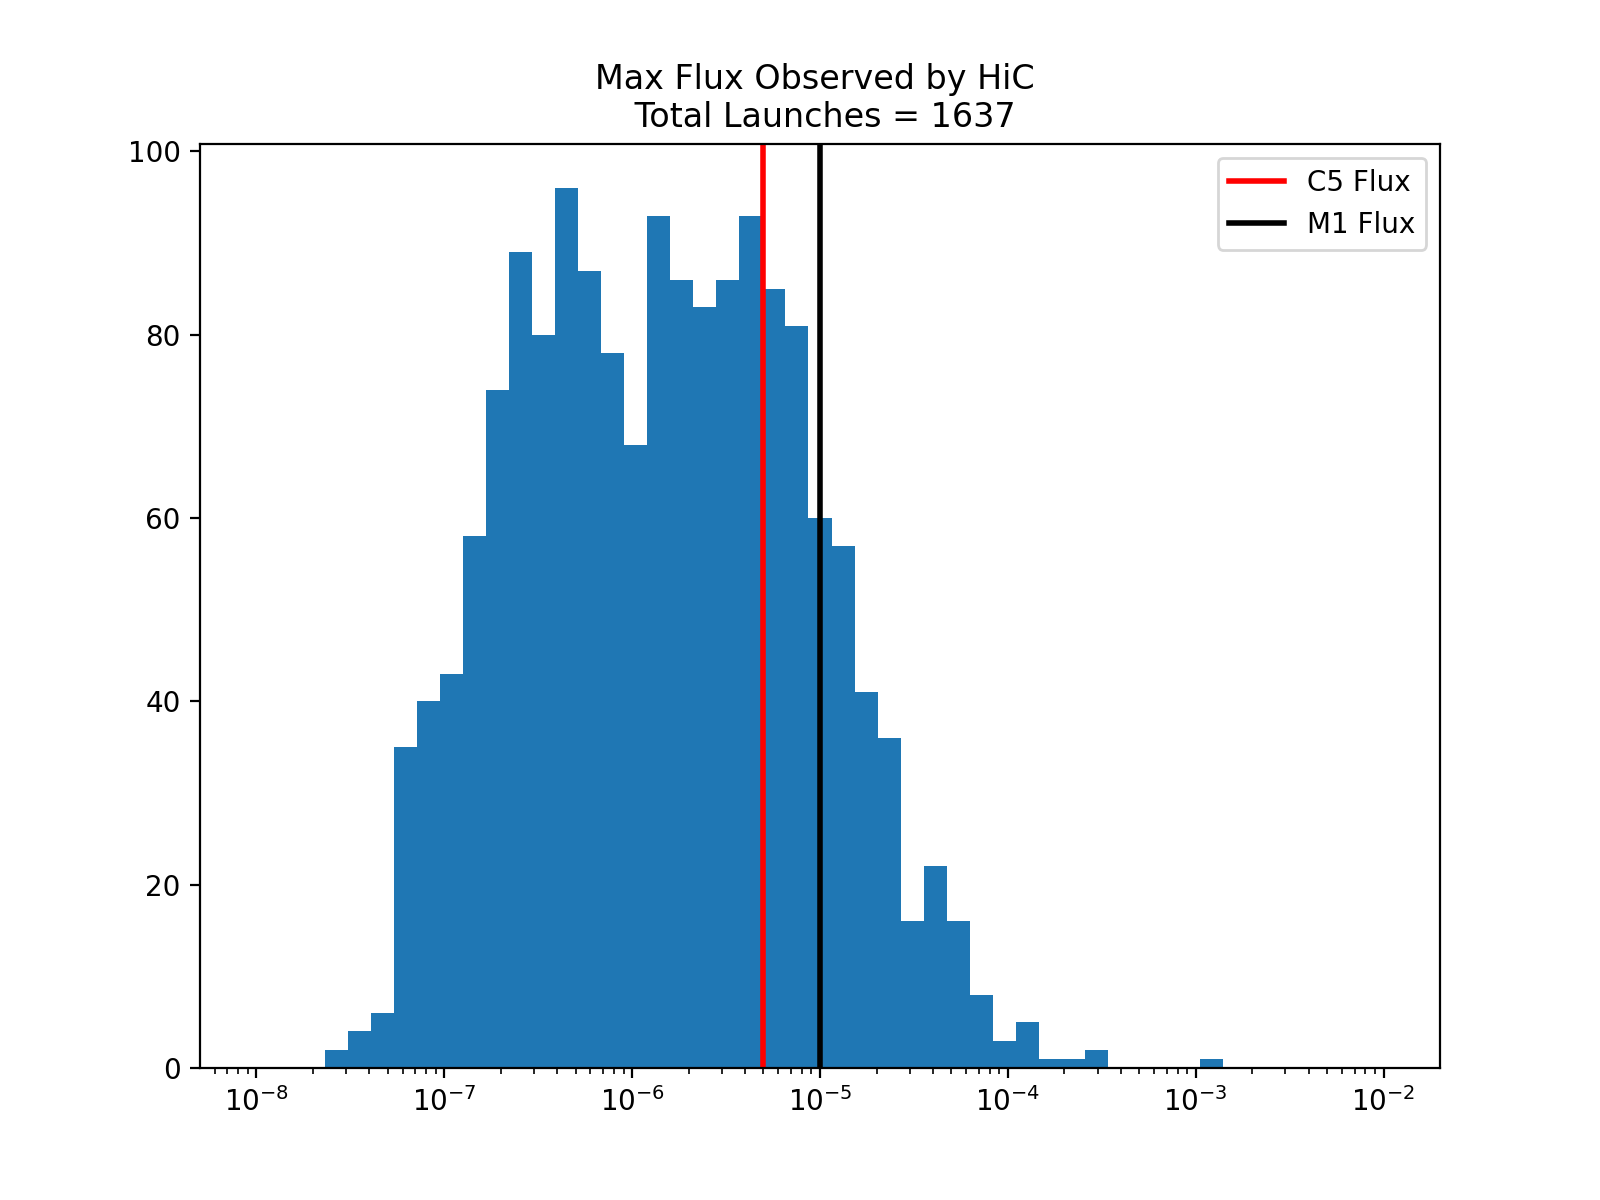 Max Flux Observed by HiC
Total Launches = 1637
100
80
60
40
20
0
C5 Flux
M1 Flux
10⁻⁸ 10⁻⁷ 10⁻⁶ 10⁻⁵ 10⁻⁴ 10⁻³ 10⁻²